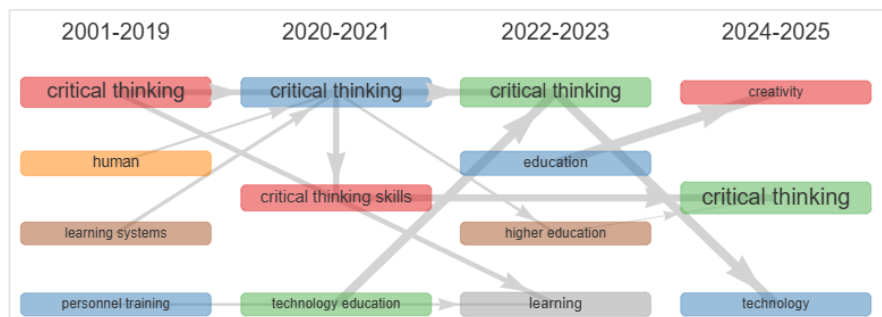 2001-2019
2020-2021
2022-2023
2024-2025
critical thinking
critical thinking
critical thinking
creativity
human
education
critical thinking skills
critical thinking
learning systems
higher education
personnel training
technology education
learning
technology